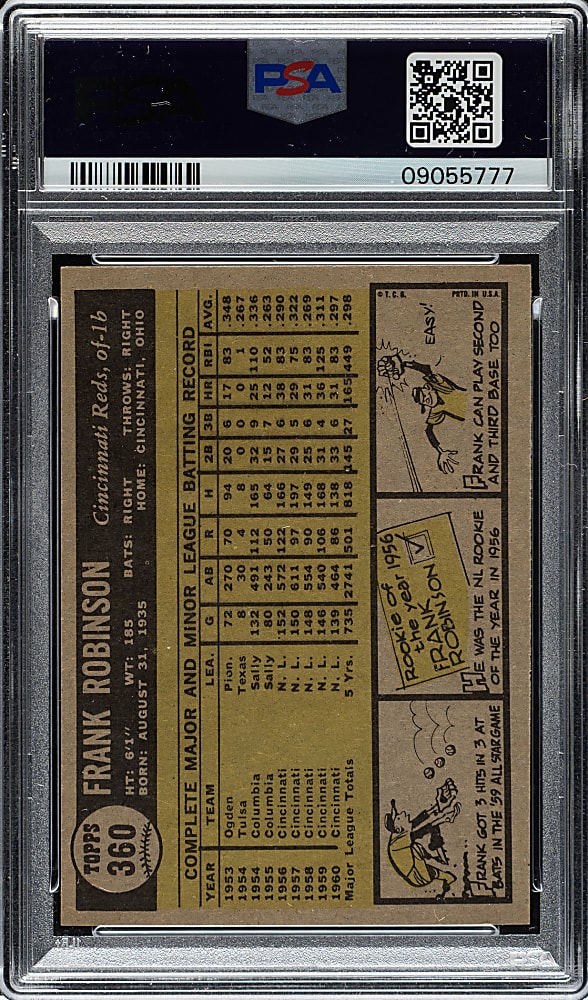 PSA
09055777
TOPPS
360
FRANK ROBINSON Cincinnati Reds, of-1b
HT: 6'1" WT: 185 BATS: RIGHT THROWS: RIGHT
BORN: AUGUST 31, 1935 HOME: CINCINNATI, OHIO
COMPLETE MAJOR AND MINOR LEAGUE BATTING RECORD
YEAR TEAM LEA. G AB R H 2B 3B HR RBI AVG.
1953 Ogden Pion. 72 270 70 94 20 6 17 83 .348
1954 Tulsa Texas 8 30 4 8 0 0 0 1 .267
1954 Columbia Sally 132 491 112 165 32 9 25 110 .336
1955 Columbia Sally 80 243 50 64 15 7 12 52 .263
1956 Cincinnati N. L. 152 572 122 166 27 6 38 83 .290
1957 Cincinnati N. L. 150 611 97 197 29 5 29 75 .322
1958 Cincinnati N. L. 148 554 90 149 25 6 31 83 .269
1959 Cincinnati N. L. 146 540 106 168 31 4 36 125 .311
1960 Cincinnati N. L. 139 464 86 138 33 6 31 83 .297
Major League Totals 5 Yrs. 735 2741 501 818 145 27 165 449 .298
FRANK GOT 3 HITS IN 3 AT
BATS IN THE '59 ALL STAR GAME
ROOKIE of 1956
the year
FRANK
ROBINSON
HE WAS THE NL ROOKIE
OF THE YEAR IN 1956
© T. C. G. PRTD. IN U.S.A.
EASY!
FRANK CAN PLAY SECOND
AND THIRD BASE TOO